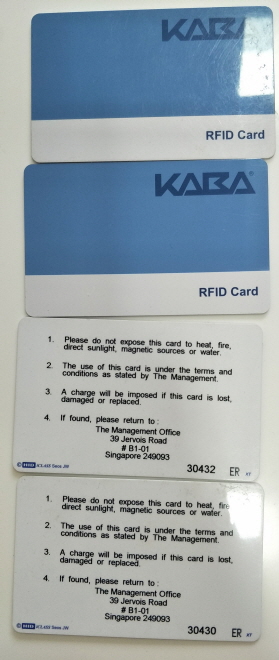 KABA
RFID Card
KABA®
RFID Card
1. Please do not expose this card to heat, fire,
direct sunlight, magnetic sources or water.
2. The use of this card is under the terms and
conditions as stated by The Management.
3. A charge will be imposed if this card is lost,
damaged or replaced.
4. If found, please return to :
The Management Office
39 Jervois Road
# B1-01
Singapore 249093
30432 ER
1. Please do not expose this card to heat, fire
direct sunlight, magnetic sources or water.
2. The use of this card is under the terms and
conditions as stated by The Management.
3. A charge will be imposed if this card is lost,
damaged or replaced.
4. If found, please return to :
The Management Office
39 Jervois Road
# B1-01
Singapore 249093
30430 ER